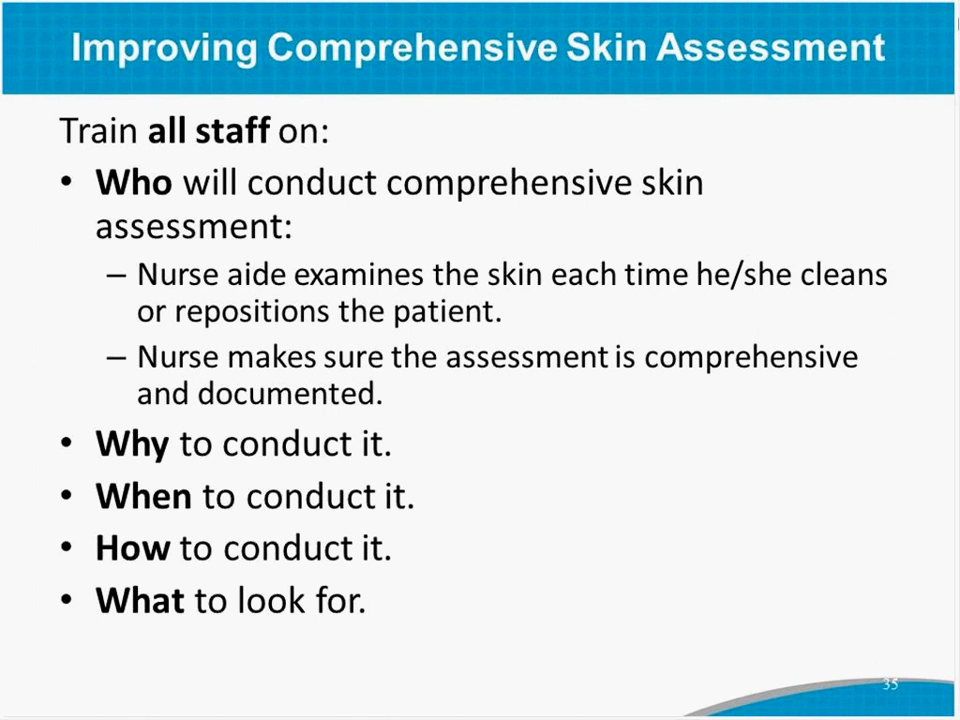 Improving Comprehensive Skin Assessment
Train all staff on:
• Who will conduct comprehensive skin
assessment:
– Nurse aide examines the skin each time he/she cleans
or repositions the patient.
– Nurse makes sure the assessment is comprehensive
and documented.
• Why to conduct it.
• When to conduct it.
• How to conduct it.
• What to look for.
35